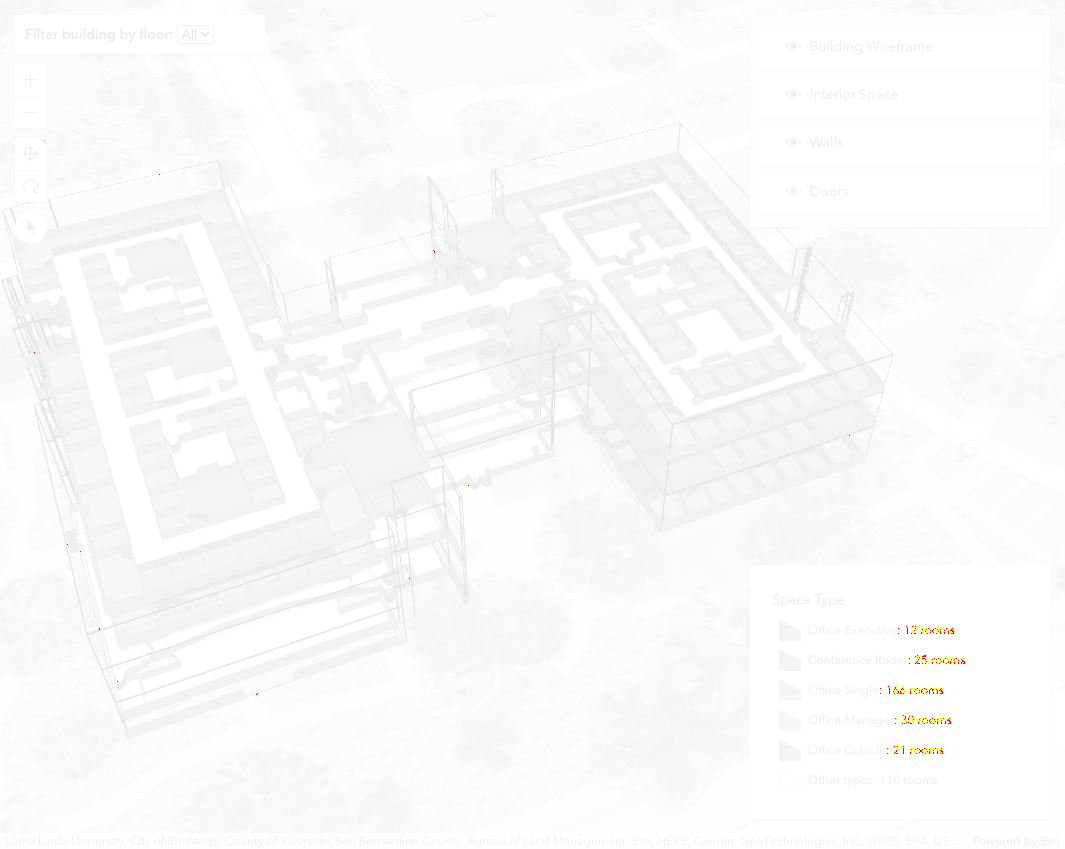 Cafe
Filter building by floor: All
Building Wireframe
Interior Space
Walls
Doors
Space Type
Office-Executive: 12 rooms
Conference Room: 25 rooms
Office-Single: 166 rooms
Office-Manager: 30 rooms
Office Cubicle: 21 rooms
Other types: 110 rooms
Loma Linda University, City of Redlands, County of Riverside, San Bernardino County, Bureau of Land Management, Esri, HERE, Garmin, GeoTechnologies, Inc., USGS, EPA, US... Powered by Esri